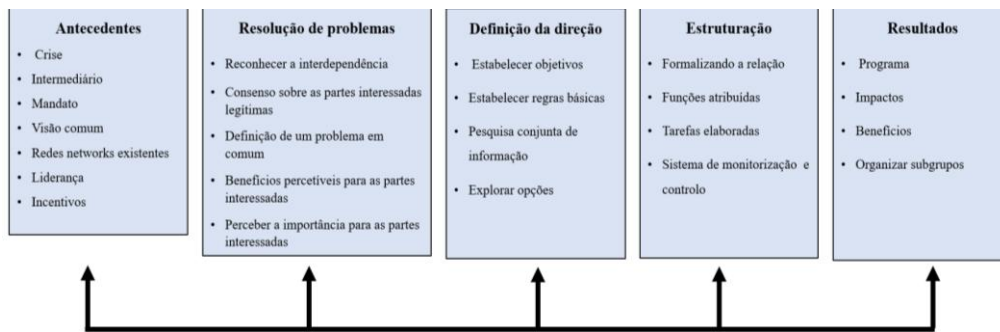 Antecedentes
• Crise
• Intermediário
• Mandato
• Visão comum
• Redes networks existentes
• Liderança
• Incentivos
Resolução de problemas
• Reconhecer a interdependência
• Consenso sobre as partes interessadas
legítimas
• Definição de um problema em
comum
• Benefícios percetíveis para as partes
interessadas
• Perceber a importância para as partes
interessadas
Definição da direção
• Estabelecer objetivos
• Estabelecer regras básicas
• Pesquisa conjunta de
informação
• Explorar opções
Estruturação
• Formalizando a relação
• Funções atribuídas
• Tarefas elaboradas
• Sistema de monitorização e
controlo
Resultados
• Programa
• Impactos
• Benefícios
• Organizar subgrupos